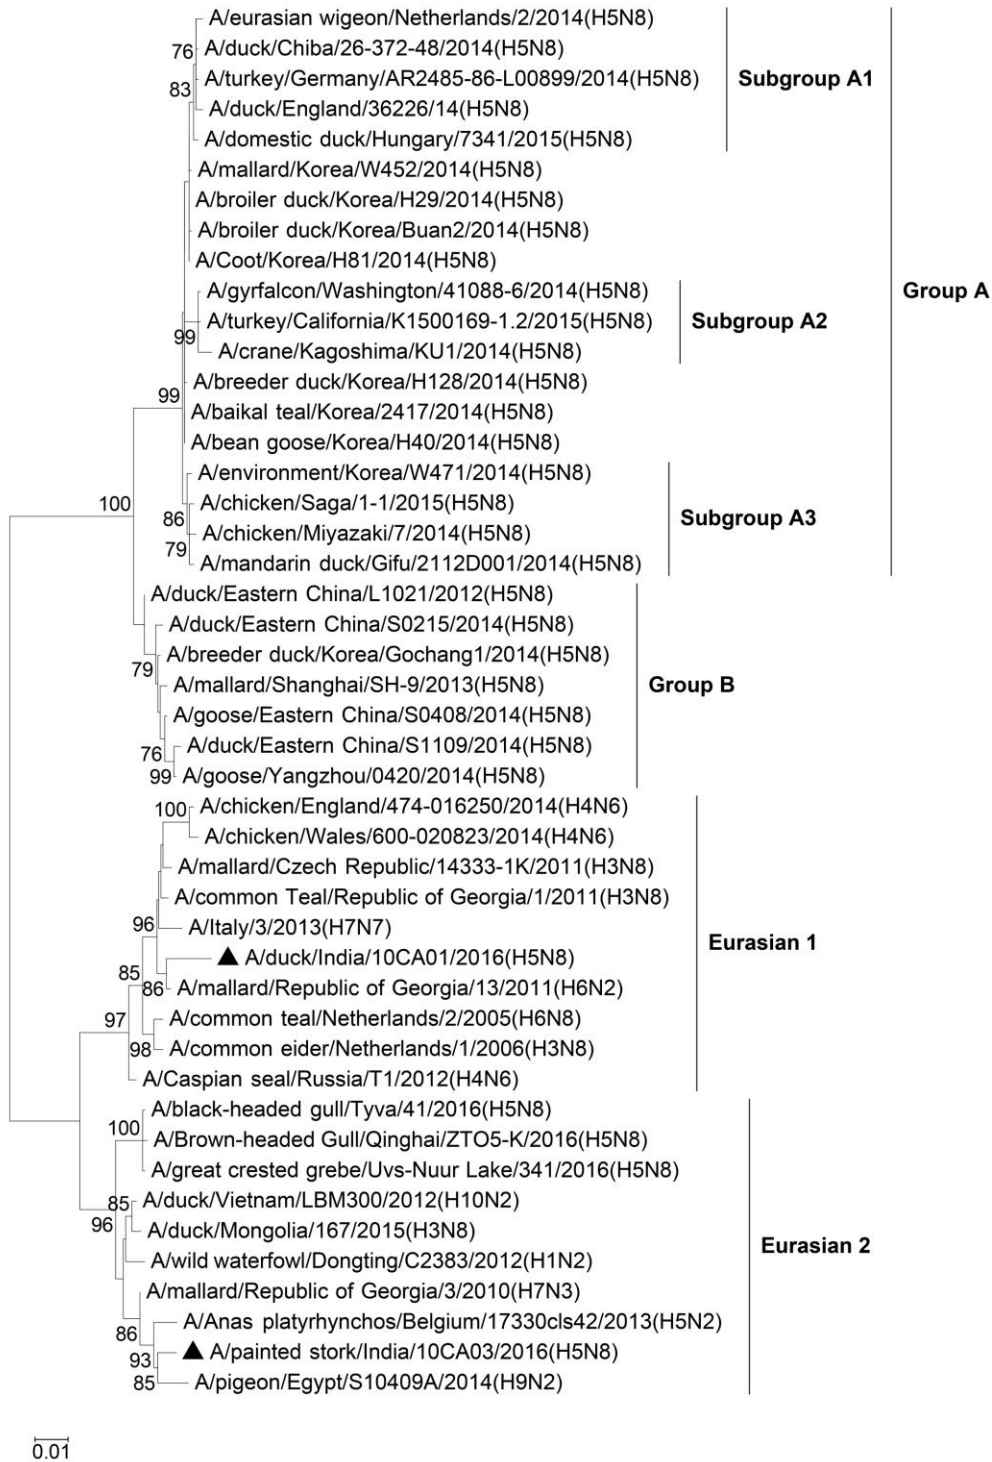 A/eurasian wigeon/Netherlands/2/2014(H5N8)
76
A/duck/Chiba/26-372-48/2014(H5N8)
A/turkey/Germany/AR2485-86-L00899/2014(H5N8)
Subgroup A1
83
A/duck/England/36226/14(H5N8)
A/domestic duck/Hungary/7341/2015(H5N8)
A/mallard/Korea/W452/2014(H5N8)
A/broiler duck/Korea/H29/2014(H5N8)
A/broiler duck/Korea/Buan2/2014(H5N8)
A/Coot/Korea/H81/2014(H5N8)
A/gyrfalcon/Washington/41088-6/2014(H5N8)
Group A
A/turkey/California/K1500169-1.2/2015(H5N8)
Subgroup A2
99
A/crane/Kagoshima/KU1/2014(H5N8)
A/breeder duck/Korea/H128/2014(H5N8)
99
A/baikal teal/Korea/2417/2014(H5N8)
A/bean goose/Korea/H40/2014(H5N8)
A/environment/Korea/W471/2014(H5N8)
100
A/chicken/Saga/1-1/2015(H5N8)
86
Subgroup A3
A/chicken/Miyazaki/7/2014(H5N8)
79
A/mandarin duck/Gifu/2112D001/2014(H5N8)
A/duck/Eastern China/L1021/2012(H5N8)
A/duck/Eastern China/S0215/2014(H5N8)
A/breeder duck/Korea/Gochang1/2014(H5N8)
79
A/mallard/Shanghai/SH-9/2013(H5N8)
Group B
A/goose/Eastern China/S0408/2014(H5N8)
A/duck/Eastern China/S1109/2014(H5N8)
76
99
A/goose/Yangzhou/0420/2014(H5N8)
100
A/chicken/England/474-016250/2014(H4N6)
A/chicken/Wales/600-020823/2014(H4N6)
A/mallard/Czech Republic/14333-1K/2011(H3N8)
A/common Teal/Republic of Georgia/1/2011(H3N8)
96
A/Italy/3/2013(H7N7)
Eurasian 1
▲ A/duck/India/10CA01/2016(H5N8)
85
86
A/mallard/Republic of Georgia/13/2011(H6N2)
97
A/common teal/Netherlands/2/2005(H6N8)
98
A/common eider/Netherlands/1/2006(H3N8)
A/Caspian seal/Russia/T1/2012(H4N6)
A/black-headed gull/Tyva/41/2016(H5N8)
100
A/Brown-headed Gull/Qinghai/ZTO5-K/2016(H5N8)
A/great crested grebe/Uvs-Nuur Lake/341/2016(H5N8)
85
A/duck/Vietnam/LBM300/2012(H10N2)
96
A/duck/Mongolia/167/2015(H3N8)
Eurasian 2
A/wild waterfowl/Dongting/C2383/2012(H1N2)
A/mallard/Republic of Georgia/3/2010(H7N3)
A/Anas platyrhynchos/Belgium/17330cls42/2013(H5N2)
86
▲ A/painted stork/India/10CA03/2016(H5N8)
93
85
A/pigeon/Egypt/S10409A/2014(H9N2)
0.01